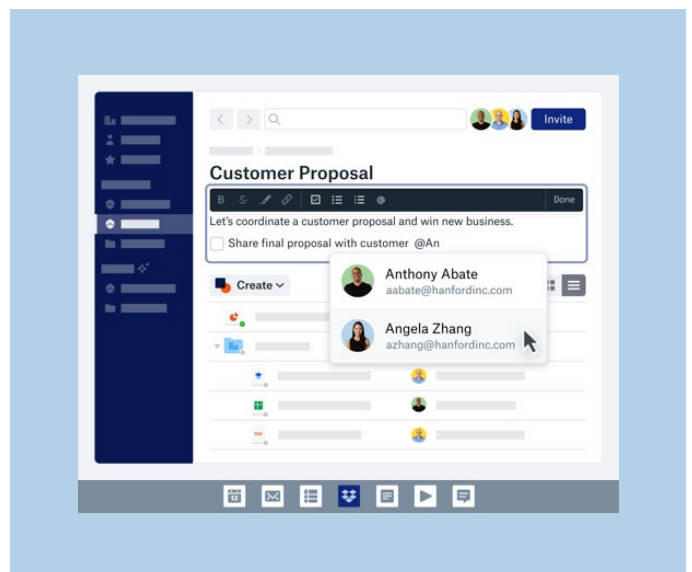 Invite
Customer Proposal
B S @ Done
Let's coordinate a customer proposal and win new business.
Share final proposal with customer @An
Create
Anthony Abate
aabate@hanfordinc.com
Angela Zhang
azhang@hanfordinc.com
PDF
12